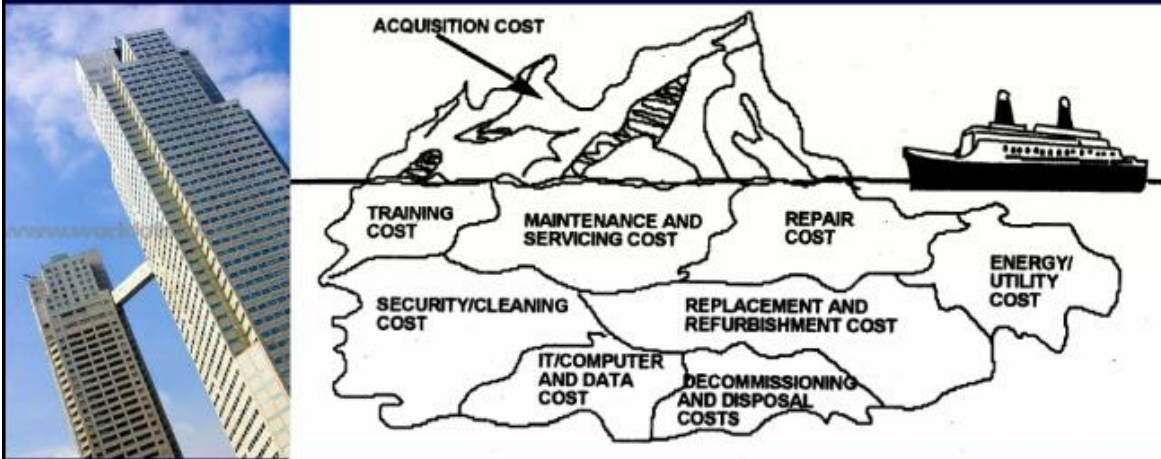 ACQUISITION COST
TRAINING
COST
MAINTENANCE AND
SERVICING COST
REPAIR
COST
ENERGY/
UTILITY
COST
SECURITY/CLEANING
COST
REPLACEMENT AND
REFURBISHMENT COST
IT/COMPUTER
AND DATA
COST
DECOMMISSIONING
AND DISPOSAL
COSTS